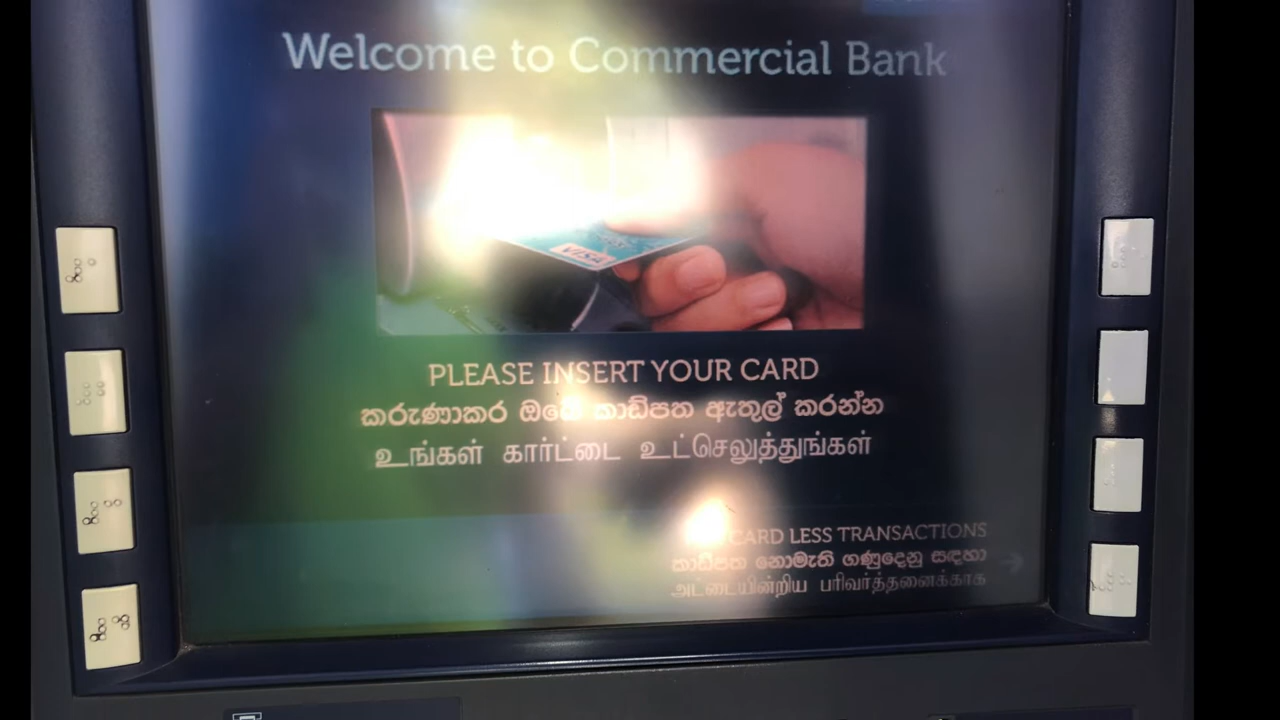 Welcome to Commercial Bank
VISA
PLEASE INSERT YOUR CARD
කරුණාකර ඔබේ කාඩ්පත ඇතුල් කරන්න
உங்கள் கார்ட்டை உட்செலுத்துங்கள்
CARD LESS TRANSACTIONS
කාඩ්පත නොමැති ගණුදෙනු සඳහා
அட்டையின்றிய பரிவர்த்தனைக்காக